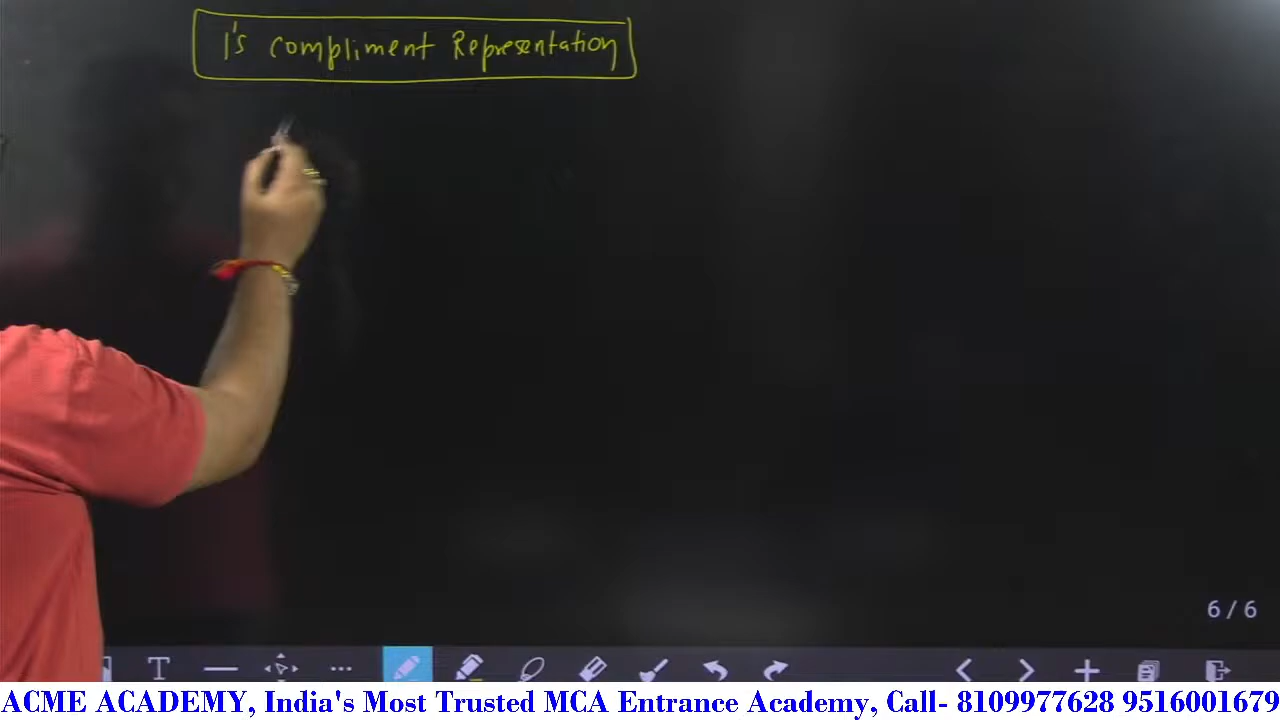 1's compliment Representation
6 / 6
T
ACME ACADEMY, India's Most Trusted MCA Entrance Academy, Call- 8109977628 9516001679